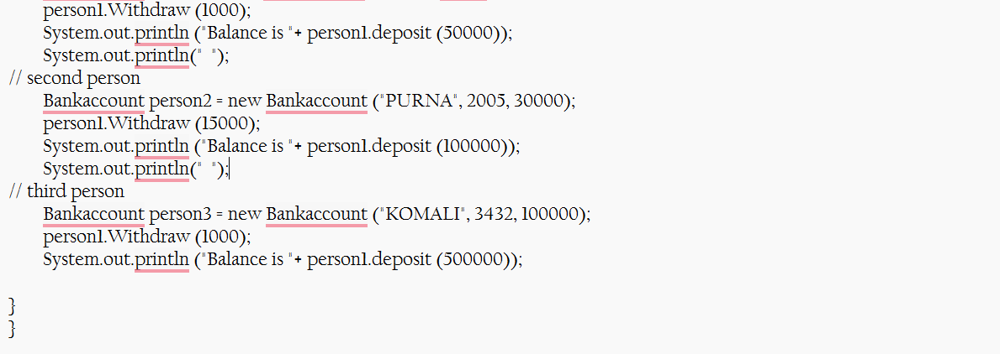 person1.Withdraw (1000);
System.out.println ("Balance is "+ person1.deposit (50000));
System.out.println("  ");
// second person
Bankaccount person2 = new Bankaccount ("PURNA", 2005, 30000);
person1.Withdraw (15000);
System.out.println ("Balance is "+ person1.deposit (100000));
System.out.println("  ");
// third person
Bankaccount person3 = new Bankaccount ("KOMALI", 3432, 100000);
person1.Withdraw (1000);
System.out.println ("Balance is "+ person1.deposit (500000));
}
}